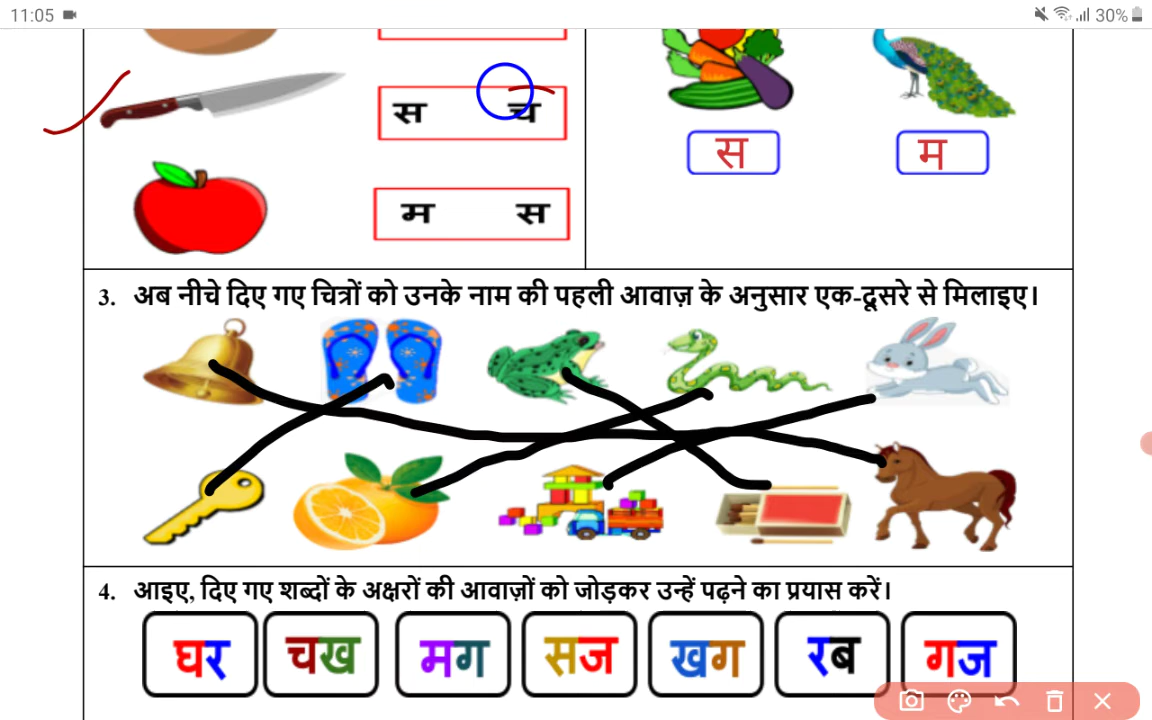 11:05
30%
स च
स म
म स
3. अब नीचे दिए गए चित्रों को उनके नाम की पहली आवाज़ के अनुसार एक-दूसरे से मिलाइए।
4. आइए, दिए गए शब्दों के अक्षरों की आवाज़ों को जोड़कर उन्हें पढ़ने का प्रयास करें।
घर चख मग सज खग रब गज